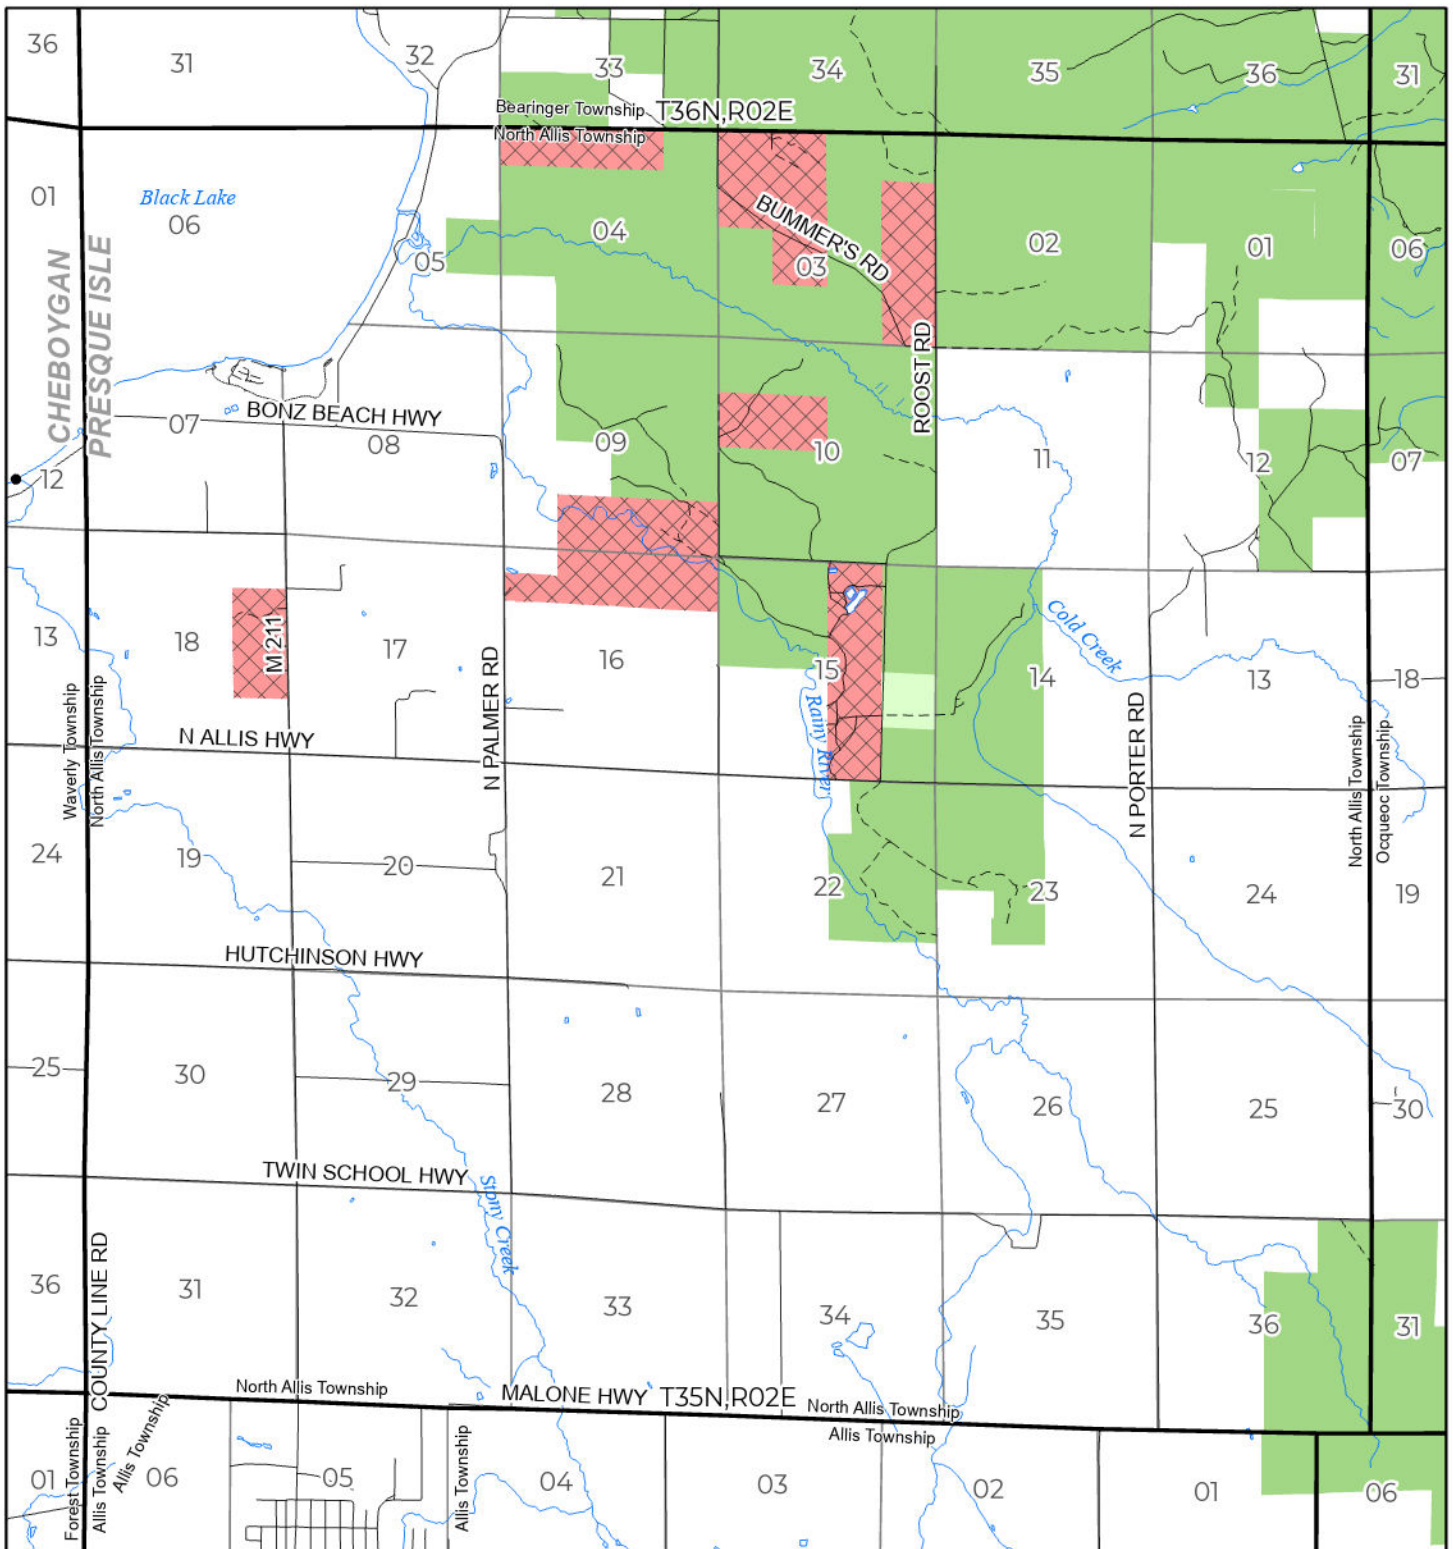 36
31
32
33
34
35
36
31
Bearinger Township
T36N,R02E
North Allis Township
01
Black Lake
06
05
04
BUMMER'S RD
03
02
01
06
CHEBOYGAN
PRESQUE ISLE
ROOST RD
07
BONZ BEACH HWY
08
09
10
11
12
07
12
13
18
M 211
17
N PALMER RD
16
15
Rainy River
14
Cold Creek
N PORTER RD
13
18
Waverly Township
North Allis Township
N ALLIS HWY
North Allis Township
Ocqueoc Township
24
19
20
21
22
23
24
19
HUTCHINSON HWY
25
30
29
28
27
26
25
30
TWIN SCHOOL HWY
Stony Creek
36
COUNTY LINE RD
31
32
33
34
35
36
31
North Allis Township
MALONE HWY
T35N,R02E
North Allis Township
Allis Township
Forest Township
Allis Township
Allis Township
Allis Township
01
06
05
04
03
02
01
06